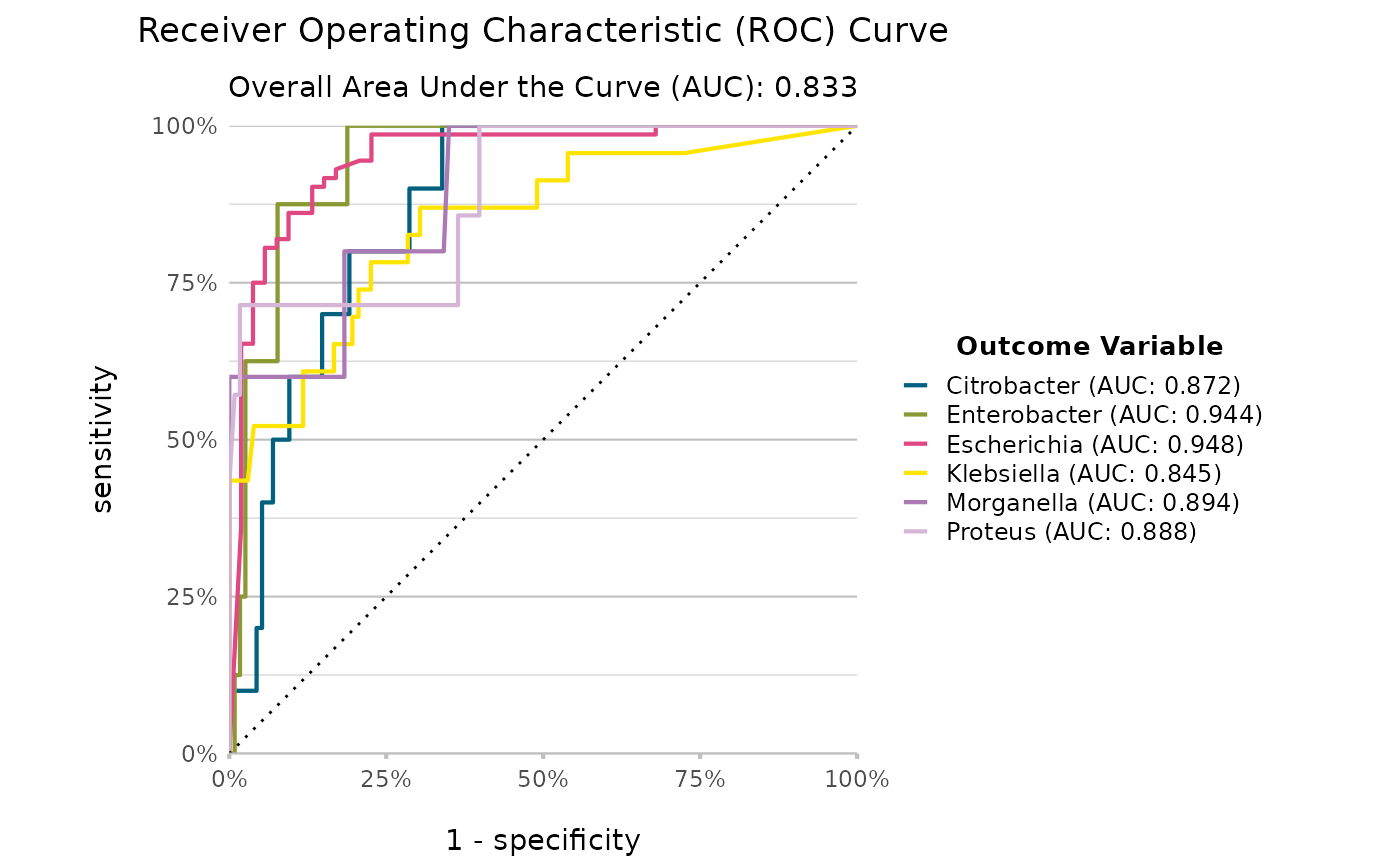 Receiver Operating Characteristic (ROC) Curve
Overall Area Under the Curve (AUC): 0.833
100%
75%
50%
25%
0%
sensitivity
0%
25%
50%
75%
100%
1 - specificity
Outcome Variable
Citrobacter (AUC: 0.872)
Enterobacter (AUC: 0.944)
Escherichia (AUC: 0.948)
Klebsiella (AUC: 0.845)
Morganella (AUC: 0.894)
Proteus (AUC: 0.888)